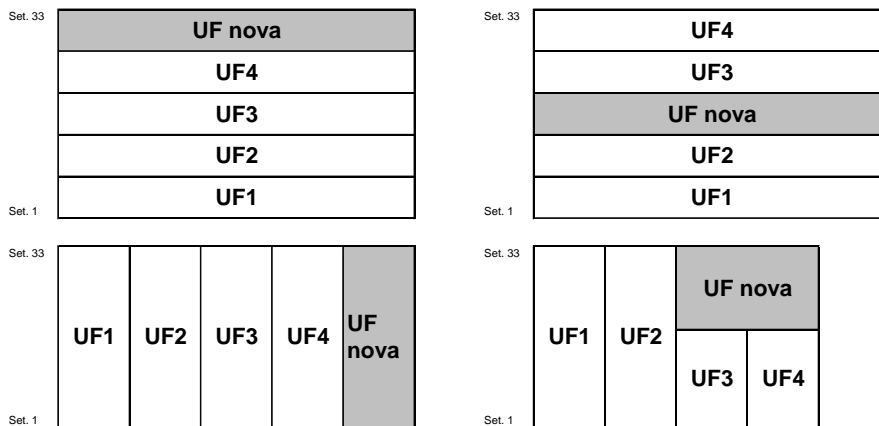 Set. 33
UF nova
UF4
UF3
UF2
UF1
Set. 1
Set. 33
UF4
UF3
UF nova
UF2
UF1
Set. 1
Set. 33
UF1 UF2 UF3 UF4 UF
nova
Set. 1
Set. 33
UF nova
UF1 UF2
UF3 UF4
Set. 1